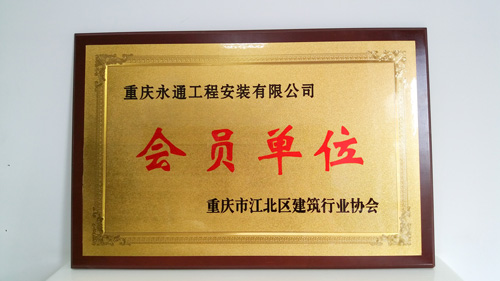 重庆永通工程安装有限公司
会员单位
重庆市江北区建筑行业协会